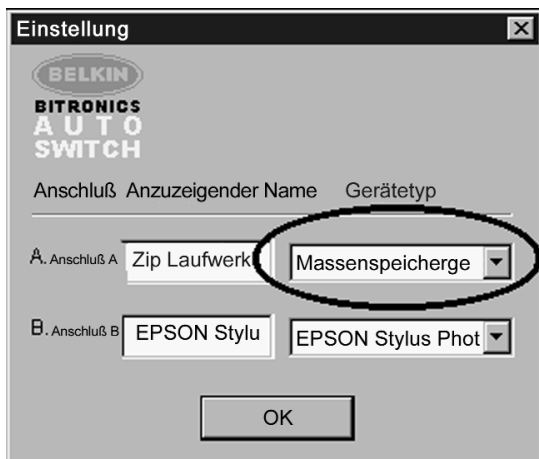 Einstellung
BELKIN
BITRONICS
AUTO
SWITCH
Anschluß Anzuzeigender Name Gerätetyp
A. Anschluß A Zip Laufwerk Massenspeicherge
B. Anschluß B EPSON Stylu EPSON Stylus Phot
OK